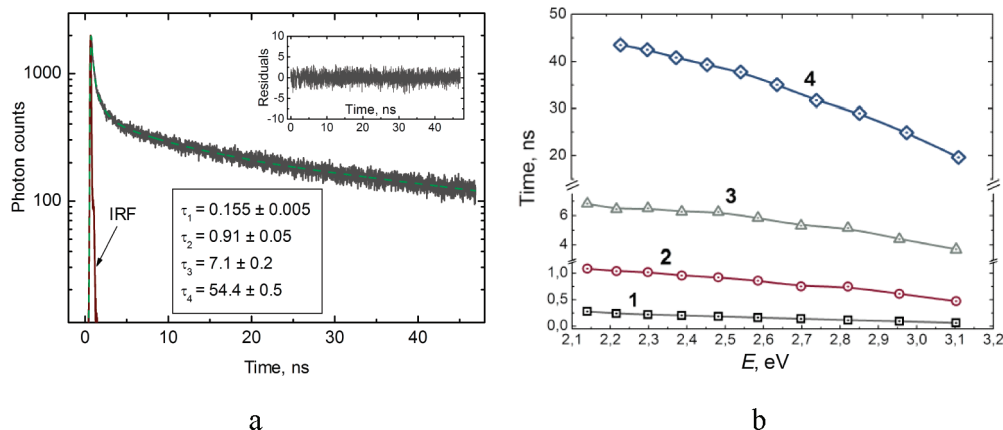 a
10
5
0
-5
-10
Residuals
Time, ns
0 10 20 30 40
1000
100
Photon counts
IRF
τ1 = 0.155 ± 0.005
τ2 = 0.91 ± 0.05
τ3 = 7.1 ± 0.2
τ4 = 54.4 ± 0.5
0 10 20 30 40
Time, ns
a
b
50
40
30
20
6
4
1,0
0,5
0,0
Time, ns
4
3
2
1
2,1 2,2 2,3 2,4 2,5 2,6 2,7 2,8 2,9 3,0 3,1 3,2
E, eV
b